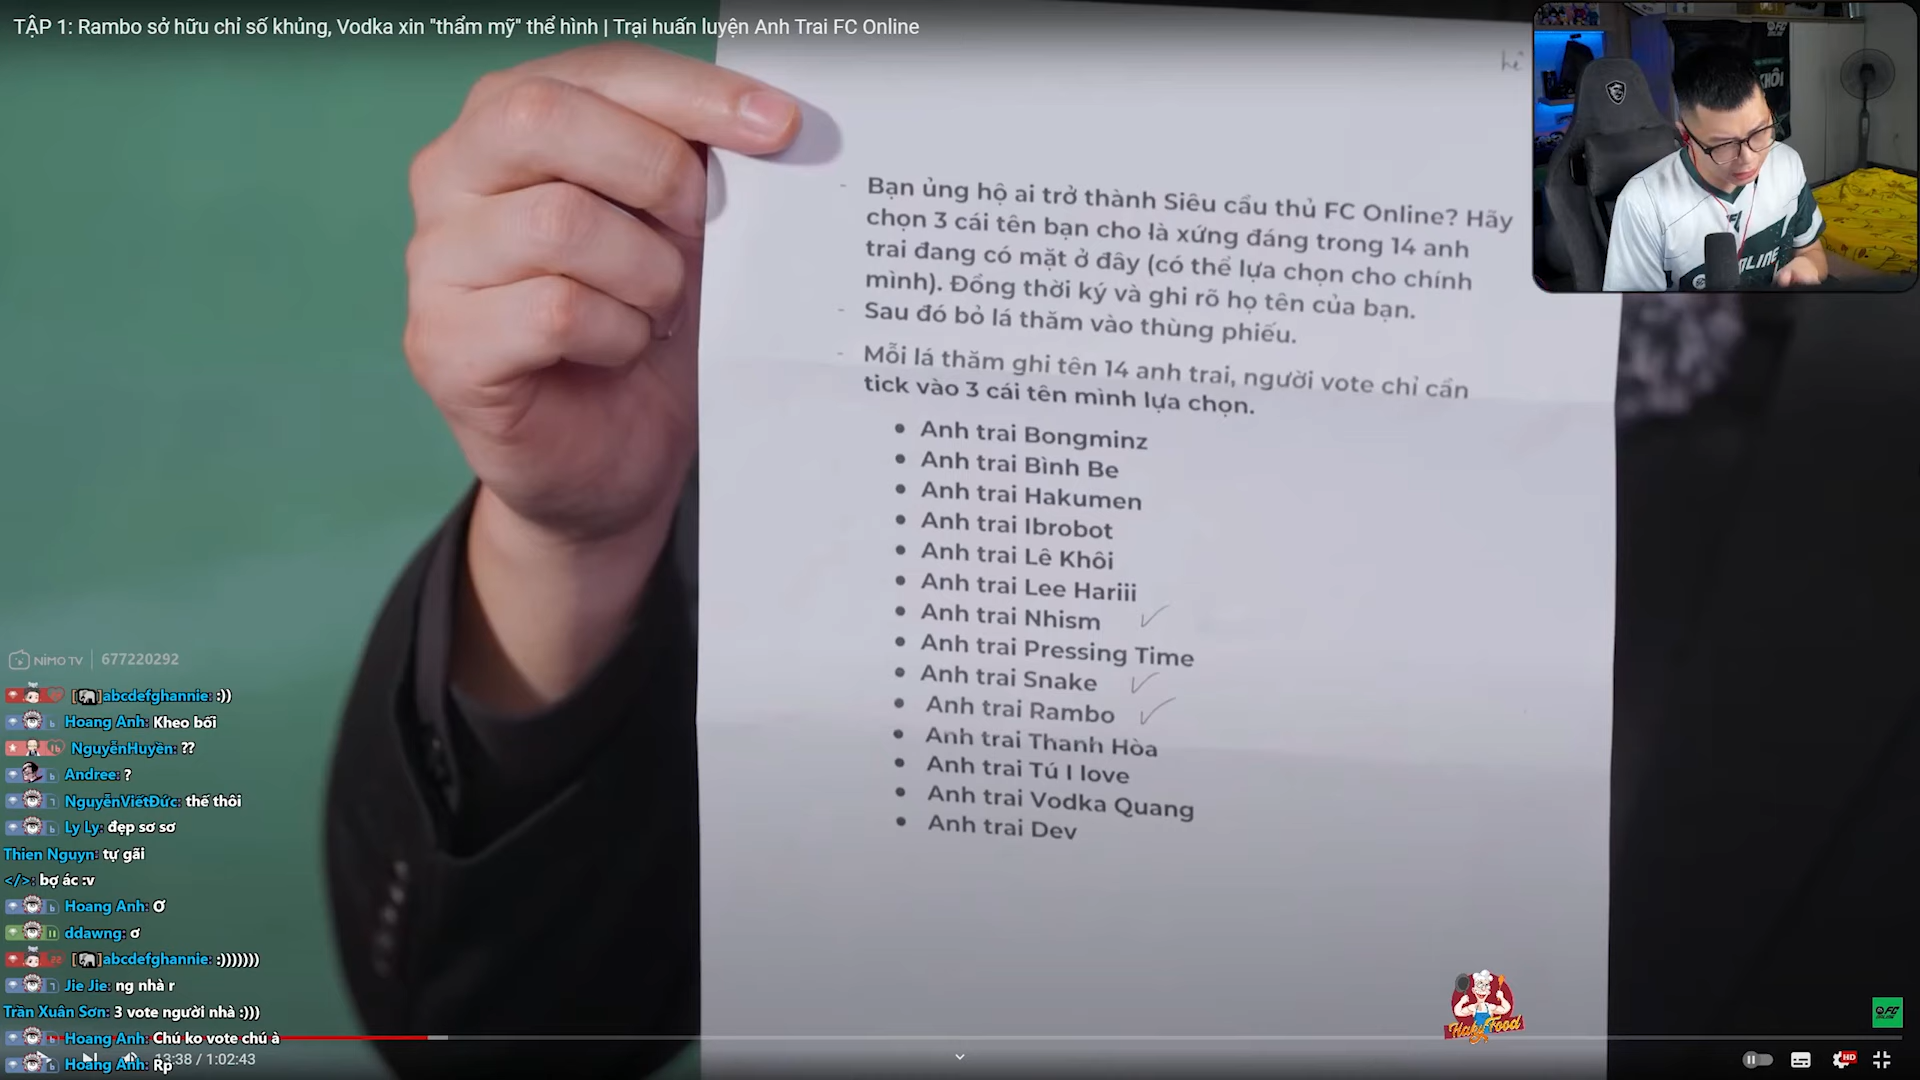 TẬP 1: Rambo sở hữu chỉ số khủng, Vodka xin "thẩm mỹ" thể hình | Trại huấn luyện Anh Trai FC Online
- Bạn ủng hộ ai trở thành Siêu cầu thủ FC Online? Hãy
chọn 3 cái tên bạn cho là xứng đáng trong 14 anh
trai đang có mặt ở đây (có thể lựa chọn cho chính
mình). Đồng thời ký và ghi rõ họ tên của bạn.
- Sau đó bỏ lá thăm vào thùng phiếu.
- Mỗi lá thăm ghi tên 14 anh trai, người vote chỉ cần
tick vào 3 cái tên mình lựa chọn.
• Anh trai Bongminz
• Anh trai Bình Be
• Anh trai Hakumen
• Anh trai Ibrobot
• Anh trai Lê Khôi
• Anh trai Lee Hariii
• Anh trai Nhism
• Anh trai Pressing Time
• Anh trai Snake
• Anh trai Rambo
• Anh trai Thanh Hòa
• Anh trai Tú I love
• Anh trai Vodka Quang
• Anh trai Dev
NIMO TV | 677220292
abcdefghannie: :))
Hoang Anh: Kheo bối
NguyễnHuyền: ??
Andree: ?
NguyễnViếtĐức: thế thôi
Ly Ly: đẹp sơ sơ
Thien Nguyn: tự gãi
</>: bợ ác :v
Hoang Anh: Ơ
ddawng: ơ
abcdefghannie: :)))))))
Jie Jie: ng nhà r
Trần Xuân Sơn: 3 vote người nhà :)))
Hoang Anh: Chú ko vote chú à
Hoang Anh: Rp
13:38 / 1:02:43
HaкyFood
FC ONLINE
HD